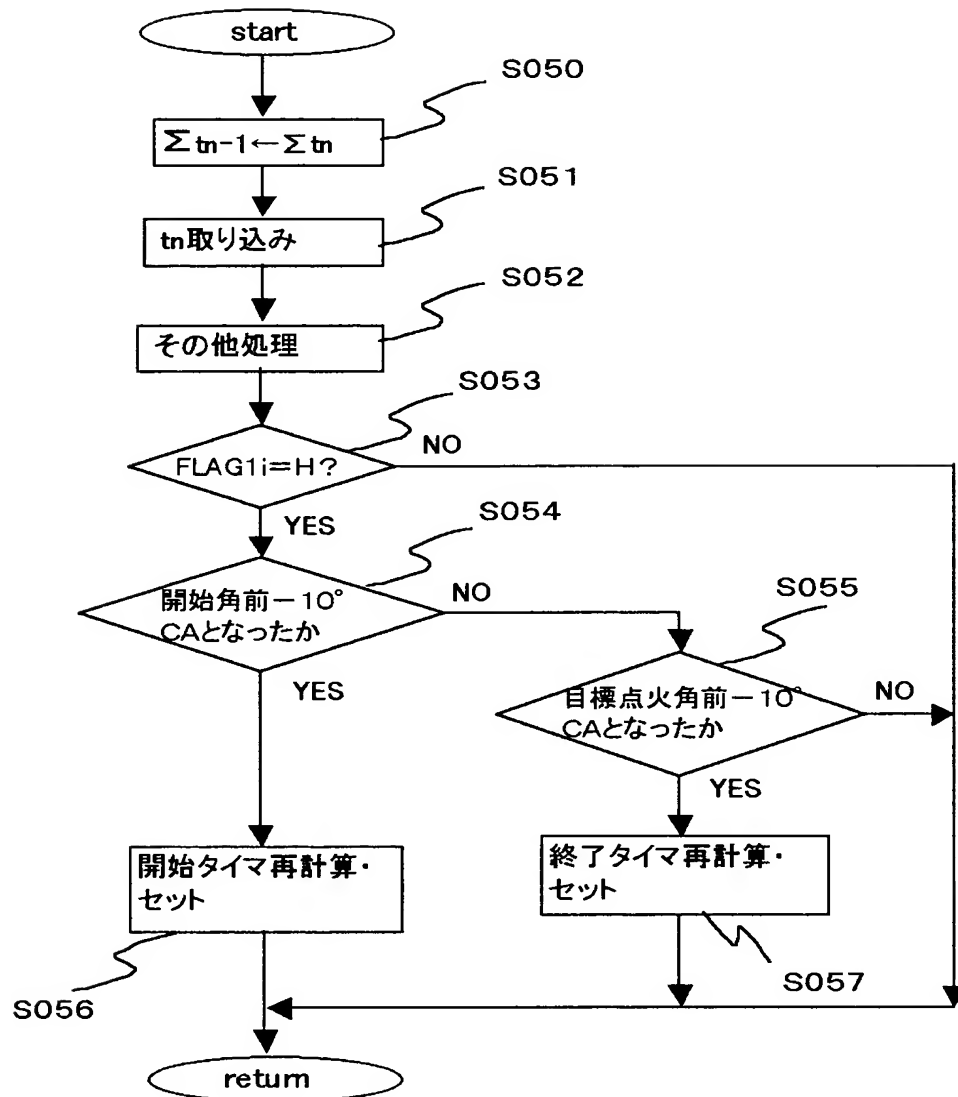 start
S050
Σtn-1←Σtn
S051
tn取り込み
S052
その他処理
S053
FLAG1i=H?
NO
YES
S054
開始角前−10°
CAとなったか
NO
YES
S055
目標点火角前−10°
CAとなったか
NO
YES
開始タイマ再計算・
セット
S056
終了タイマ再計算・
セット
S057
return